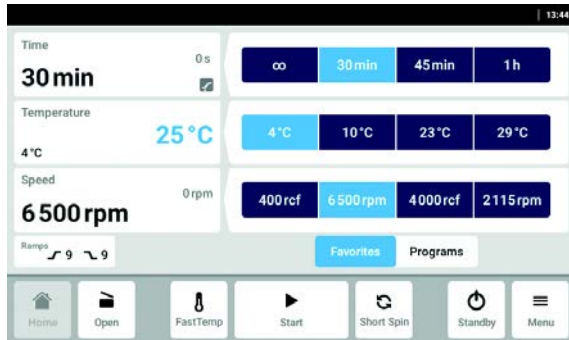 13:44
Time
0 s
30 min
∞ 30 min 45 min 1 h
Temperature
25 °C
4 °C
4 °C 10 °C 23 °C 29 °C
Speed
0 rpm
6 500 rpm
400 rcf 6 500 rpm 4 000 rcf 2115 rpm
Ramps 9 9
Favorites Programs
Home Open FastTemp Start Short Spin Standby Menu